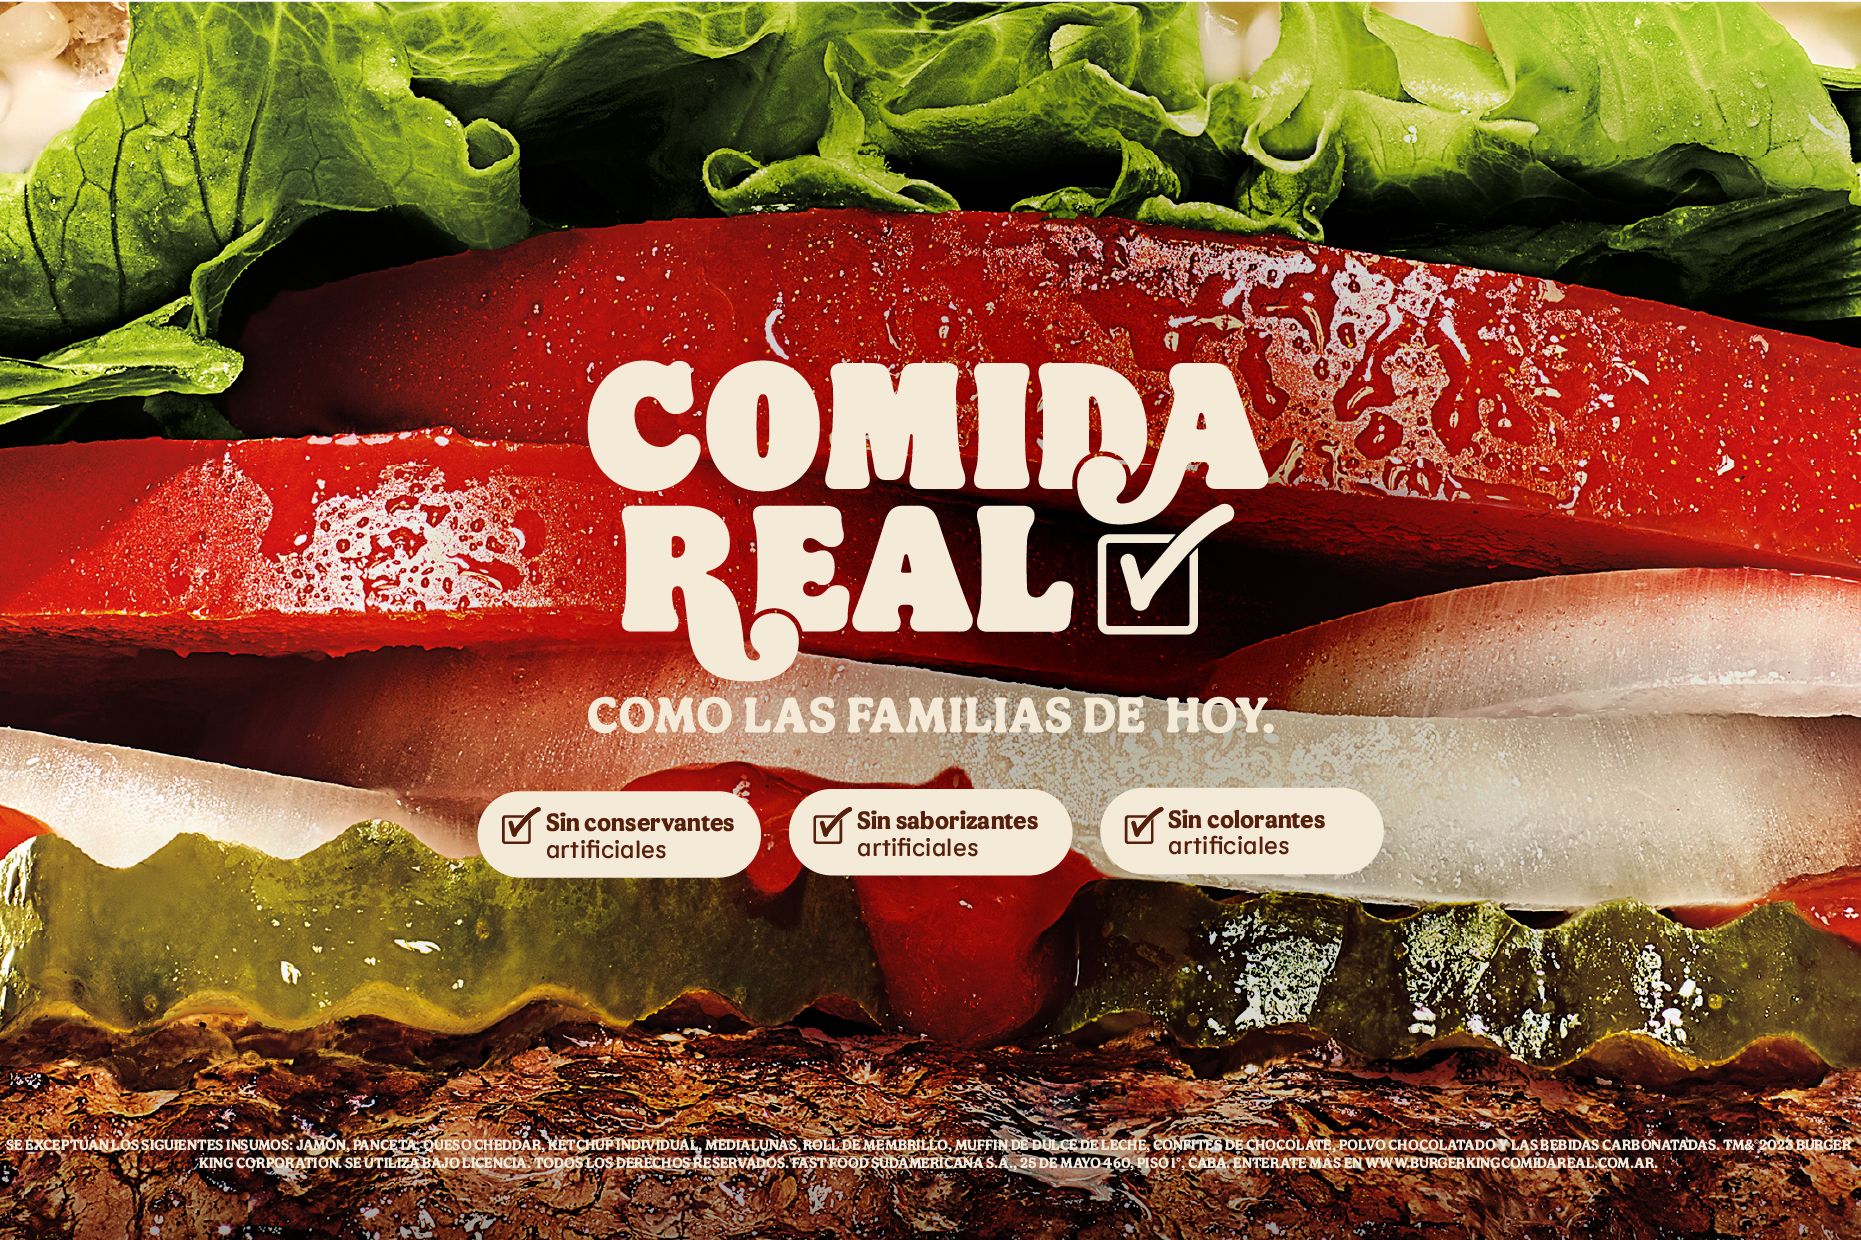 COMIDA
REAL
COMO LAS FAMILIAS DE HOY.
Sin conservantes
artificiales
Sin saborizantes
artificiales
Sin colorantes
artificiales
SE EXCEPTÚAN LOS SIGUIENTES INSUMOS: JAMÓN, PANCETA, QUESO CHEDDAR, KETCHUP INDIVIDUAL, MEDIALUNAS, ROLL DE MEMBRILLO, MUFFIN DE DULCE DE LECHE, CONFITES DE CHOCOLATE, POLVO CHOCOLATADO Y LAS BEBIDAS CARBONATADAS. TM& 2023 BURGER
KING CORPORATION. SE UTILIZA BAJO LICENCIA. TODOS LOS DERECHOS RESERVADOS. FAST FOOD SUDAMERICANA S.A., 25 DE MAYO 460, PISO 1°, CABA. ENTERATE MÁS EN WWW.BURGERKINGCOMIDAREAL.COM.AR.